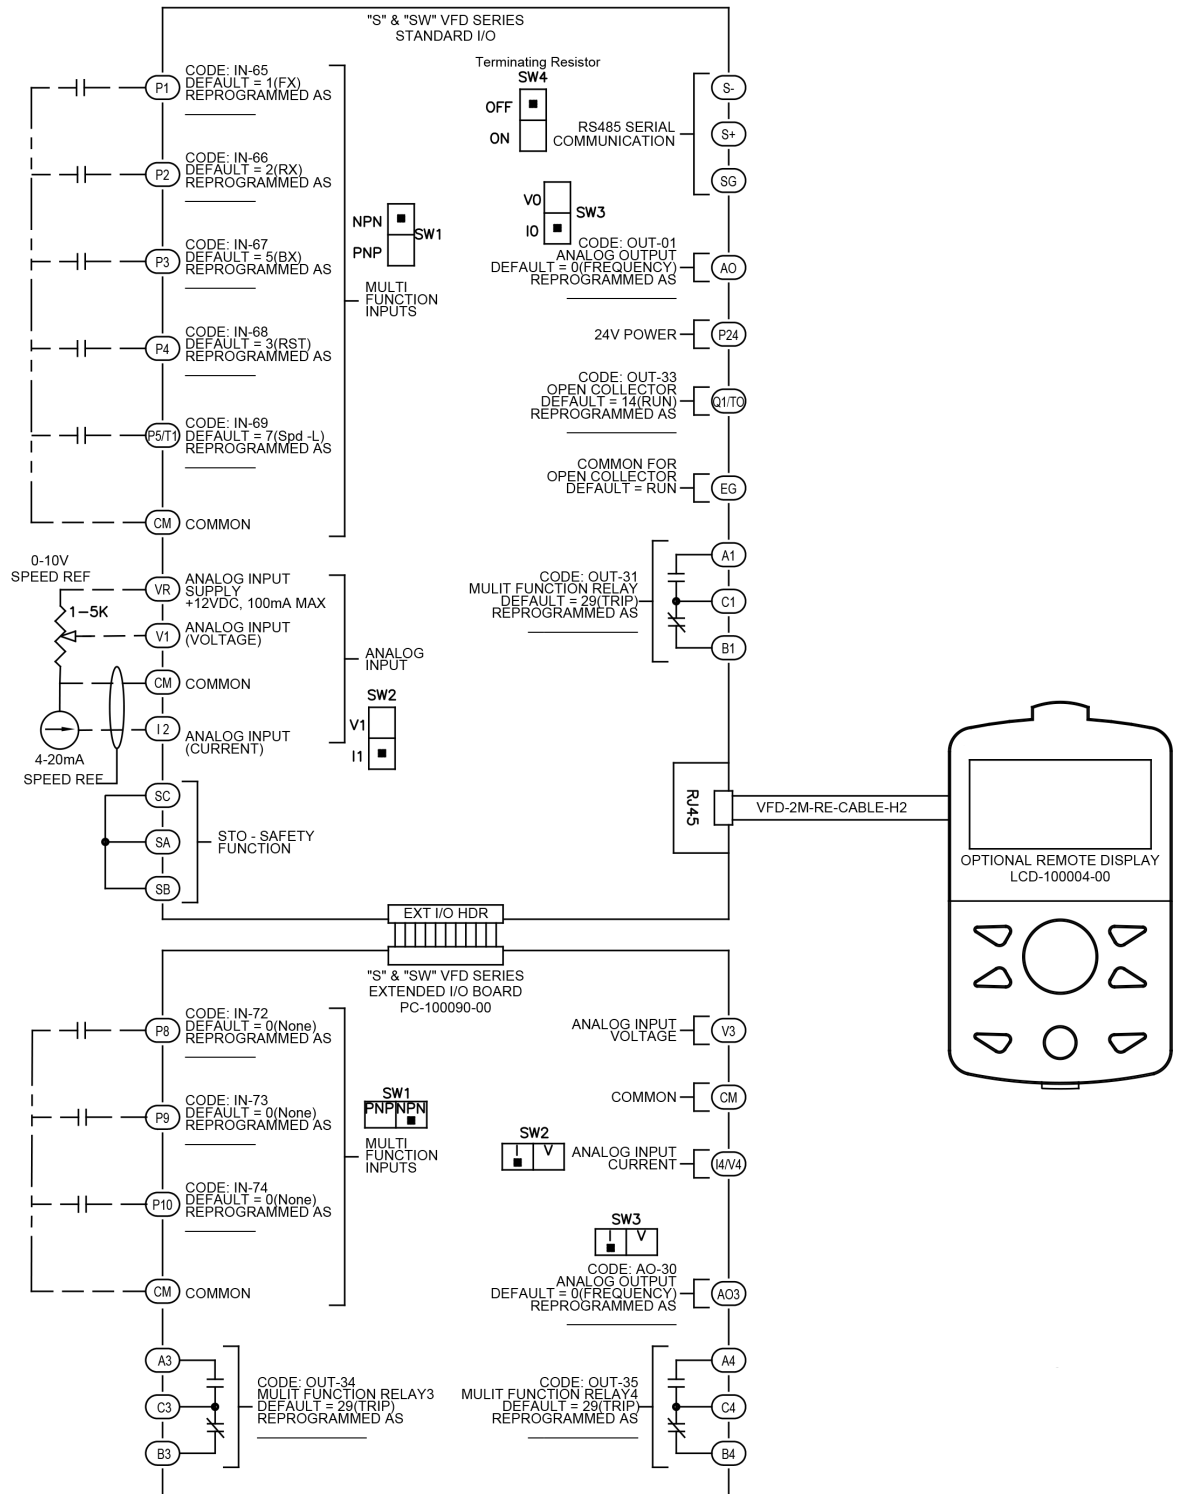 "S" & "SW" VFD SERIES
STANDARD I/O
P1
CODE: IN-65
DEFAULT = 1(FX)
REPROGRAMMED AS
P2
CODE: IN-66
DEFAULT = 2(RX)
REPROGRAMMED AS
P3
CODE: IN-67
DEFAULT = 5(BX)
REPROGRAMMED AS
P4
CODE: IN-68
DEFAULT = 3(RST)
REPROGRAMMED AS
P5/T1
CODE: IN-69
DEFAULT = 7(Spd -L)
REPROGRAMMED AS
CM
COMMON
NPN
PNP
SW1
MULTI
FUNCTION
INPUTS
0-10V
SPEED REF
1-5K
VR
ANALOG INPUT
SUPPLY
+12VDC, 100mA MAX
V1
ANALOG INPUT
(VOLTAGE)
CM
COMMON
I2
ANALOG INPUT
(CURRENT)
4-20mA
SPEED REF
ANALOG
INPUT
SW2
V1
I1
SC
SA
SB
STO - SAFETY
FUNCTION
Terminating Resistor
SW4
OFF
ON
RS485 SERIAL
COMMUNICATION
S-
S+
SG
VO
IO
SW3
CODE: OUT-01
ANALOG OUTPUT
DEFAULT = 0(FREQUENCY)
REPROGRAMMED AS
AO
24V POWER
P24
CODE: OUT-33
OPEN COLLECTOR
DEFAULT = 14(RUN)
REPROGRAMMED AS
Q1/TO
COMMON FOR
OPEN COLLECTOR
DEFAULT = RUN
EG
CODE: OUT-31
MULIT FUNCTION RELAY
DEFAULT = 29(TRIP)
REPROGRAMMED AS
A1
C1
B1
RJ45
VFD-2M-RE-CABLE-H2
OPTIONAL REMOTE DISPLAY
LCD-100004-00
EXT I/O HDR
"S" & "SW" VFD SERIES
EXTENDED I/O BOARD
PC-100090-00
P8
CODE: IN-72
DEFAULT = 0(None)
REPROGRAMMED AS
P9
CODE: IN-73
DEFAULT = 0(None)
REPROGRAMMED AS
P10
CODE: IN-74
DEFAULT = 0(None)
REPROGRAMMED AS
CM
COMMON
SW1
PNP NPN
MULTI
FUNCTION
INPUTS
ANALOG INPUT
VOLTAGE
V3
COMMON
CM
SW2
I V
ANALOG INPUT
CURRENT
I4/V4
SW3
I V
CODE: AO-30
ANALOG OUTPUT
DEFAULT = 0(FREQUENCY)
REPROGRAMMED AS
AO3
A3
C3
B3
CODE: OUT-34
MULIT FUNCTION RELAY3
DEFAULT = 29(TRIP)
REPROGRAMMED AS
CODE: OUT-35
MULIT FUNCTION RELAY4
DEFAULT = 29(TRIP)
REPROGRAMMED AS
A4
C4
B4